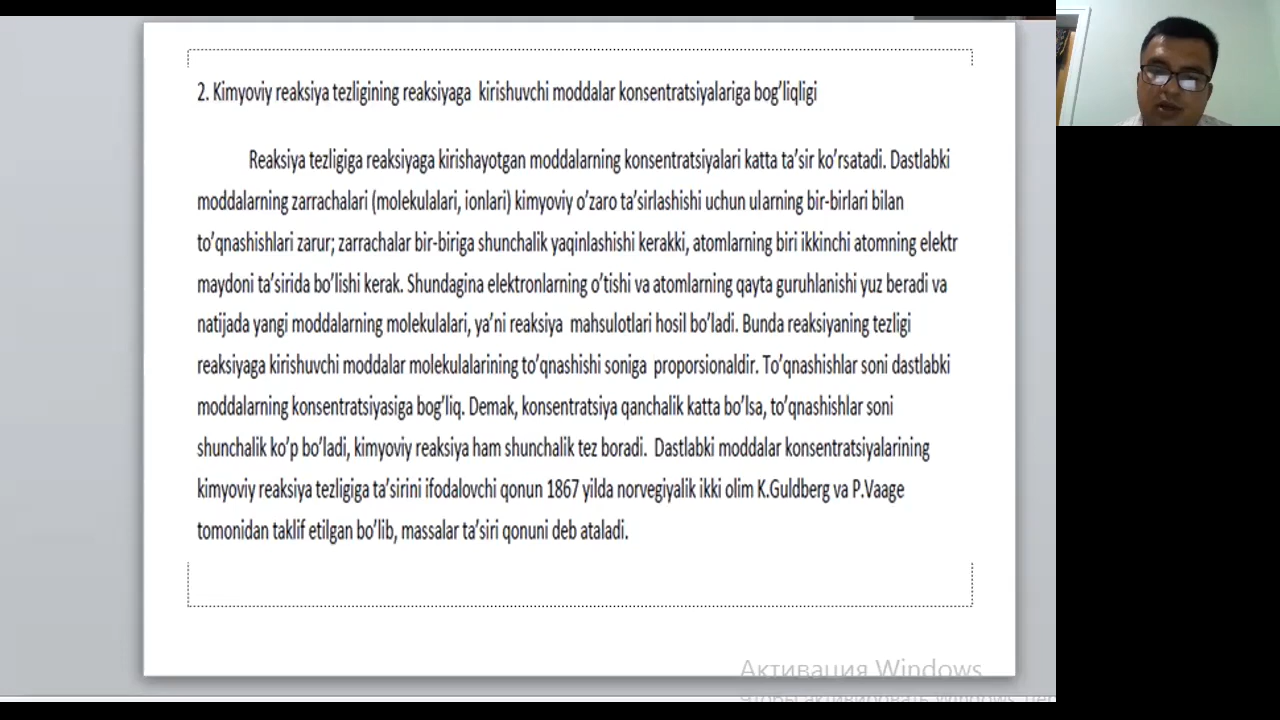 2. Kimyoviy reaksiya tezligining reaksiyaga kirishuvchi moddalar konsentratsiyalariga bog’liqligi
Reaksiya tezligiga reaksiyaga kirishayotgan moddalarning konsentratsiyalari katta ta’sir ko’rsatadi. Dastlabki
moddalarning zarrachalari (molekulalari, ionlari) kimyoviy o’zaro ta’sirlashishi uchun ularning bir-birlari bilan
to’qnashishlari zarur; zarrachalar bir-biriga shunchalik yaqinlashishi kerakki, atomlarning biri ikkinchi atomning elektr
maydoni ta’sirida bo’lishi kerak. Shundagina elektronlarning o’tishi va atomlarning qayta guruhlanishi yuz beradi va
natijada yangi moddalarning molekulalari, ya’ni reaksiya mahsulotlari hosil bo’ladi. Bunda reaksiyaning tezligi
reaksiyaga kirishuvchi moddalar molekulalarining to’qnashishi soniga proporsionaldir. To’qnashishlar soni dastlabki
moddalarning konsentratsiyasiga bog’liq. Demak, konsentratsiya qanchalik katta bo’lsa, to’qnashishlar soni
shunchalik ko’p bo’ladi, kimyoviy reaksiya ham shunchalik tez boradi. Dastlabki moddalar konsentratsiyalarining
kimyoviy reaksiya tezligiga ta’sirini ifodalovchi qonun 1867 yilda norvegiyalik ikki olim K.Guldberg va P.Vaage
tomonidan taklif etilgan bo’lib, massalar ta’siri qonuni deb ataladi.
Активация Windows